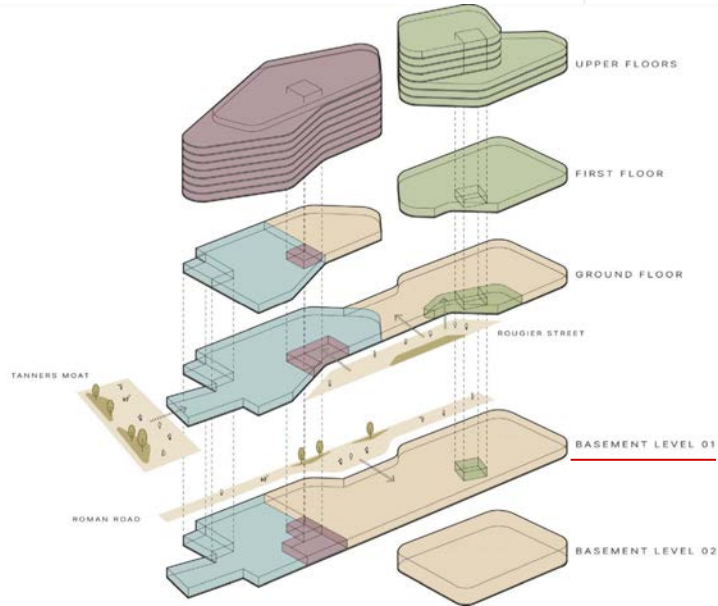 UPPER FLOORS
FIRST FLOOR
GROUND FLOOR
ROUGIER STREET
TANNERS MOAT
BASEMENT LEVEL 01
ROMAN ROAD
BASEMENT LEVEL 02